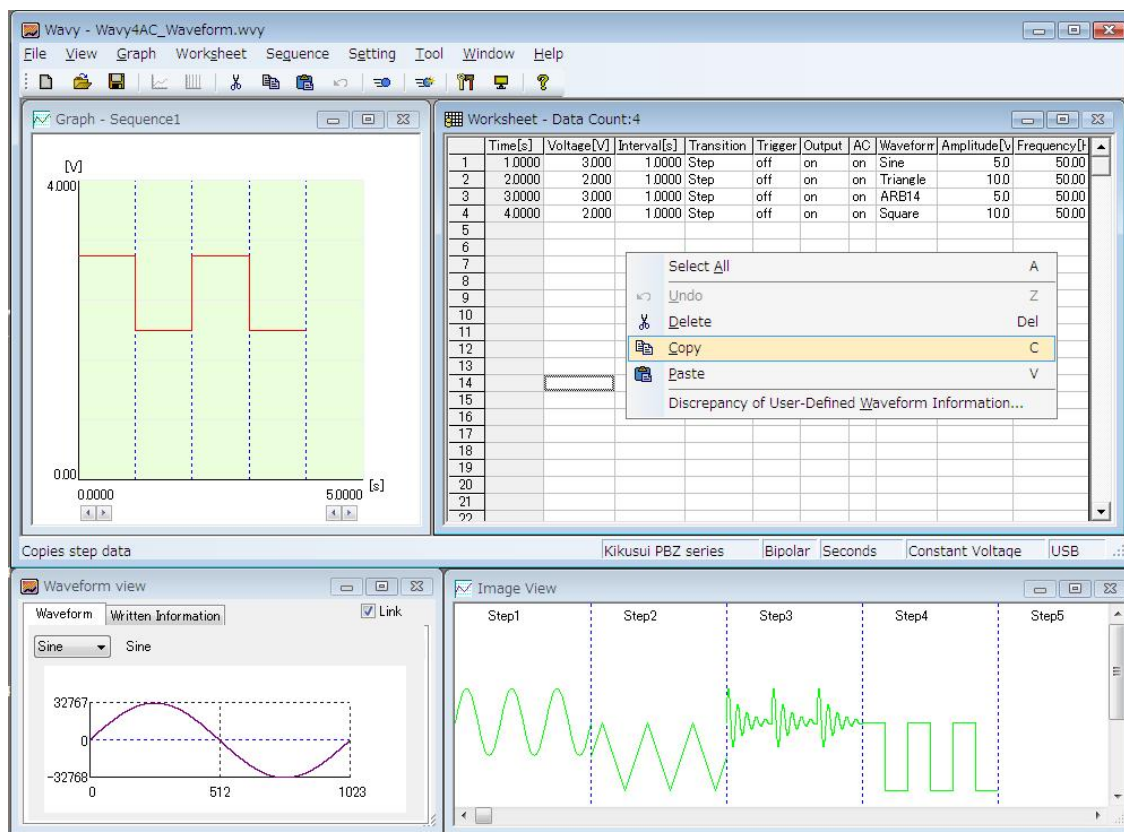 Wavy - Wavy4AC_Waveform.wvy
File View Graph Worksheet Sequence Setting Tool Window Help
Graph - Sequence1
[V]
4.000
0.00
0.0000
5.0000
[s]
Worksheet - Data Count:4
Time[s] Voltage[V] Interval[s] Transition Trigger Output AC Waveform Amplitude[V Frequency[H
1 1.0000 3.000 1.0000 Step off on on Sine 5.0 50.00
2 2.0000 2.000 1.0000 Step off on on Triangle 10.0 50.00
3 3.0000 3.000 1.0000 Step off on on ARB14 5.0 50.00
4 4.0000 2.000 1.0000 Step off on on Square 10.0 50.00
5
6
7
8
9
10
11
12
13
14
15
16
17
18
19
20
21
22
Select All A
Undo Z
Delete Del
Copy C
Paste V
Discrepancy of User-Defined Waveform Information...
Copies step data
Kikusui PBZ series Bipolar Seconds Constant Voltage USB
Waveform view
Waveform Written Information
Link
Sine Sine
32767
0
-32768
0 512 1023
Image View
Step1 Step2 Step3 Step4 Step5